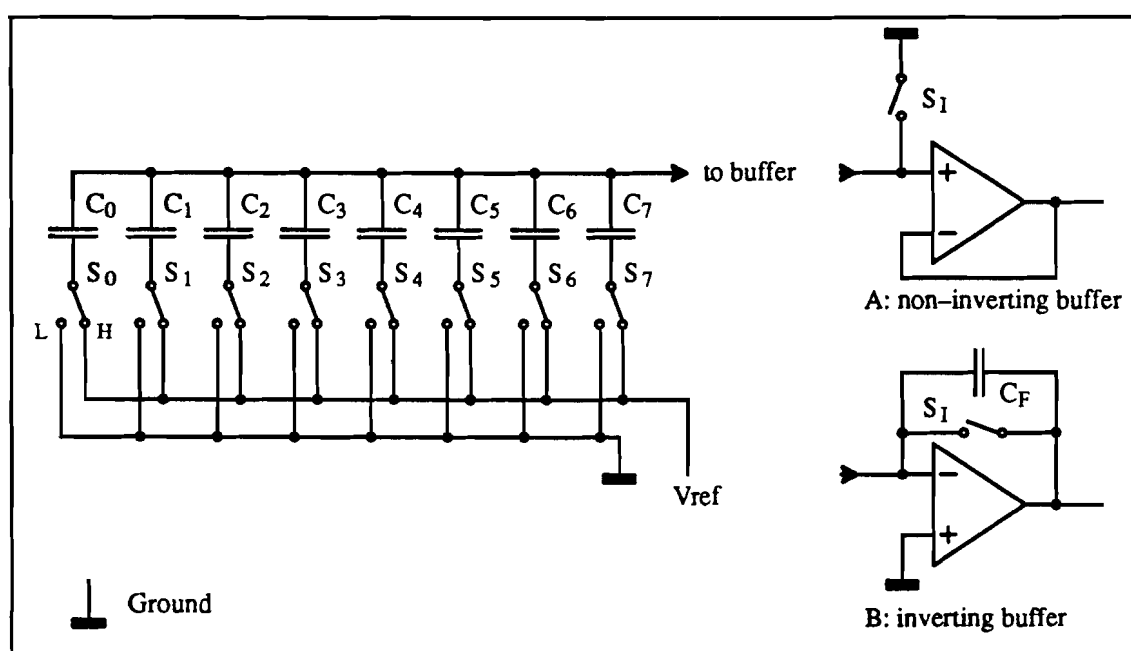 C0 C1 C2 C3 C4 C5 C6 C7
to buffer
S0 S1 S2 S3 S4 S5 S6 S7
L H
Vref
Ground
SI
+
−
A: non–inverting buffer
CF
SI
−
+
B: inverting buffer